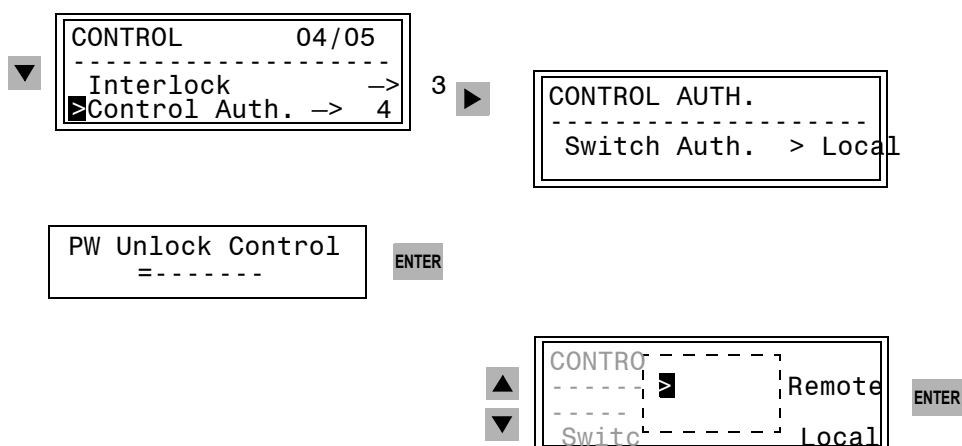 CONTROL 04/05
---------------------
Interlock —> 3
>Control Auth. —> 4
CONTROL AUTH.
--------------------
Switch Auth. > Local
PW Unlock Control
=-------
ENTER
CONTRO
------ > Remote
-----
Switc Local
ENTER